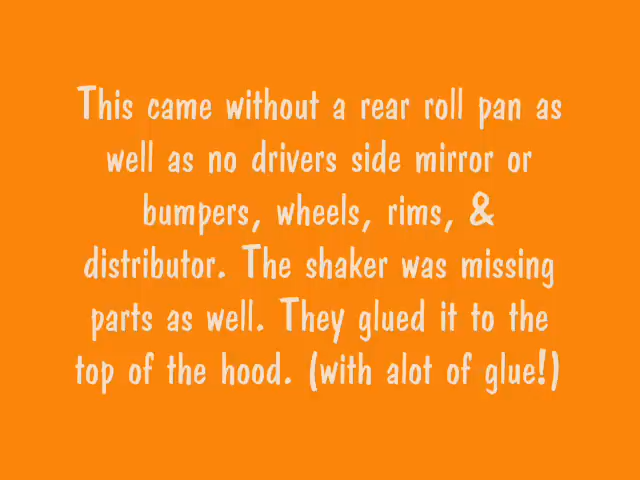 This came without a rear roll pan as
well as no drivers side mirror or
bumpers, wheels, rims, &
distributor. The shaker was missing
parts as well. They glued it to the
top of the hood. (with alot of glue!)